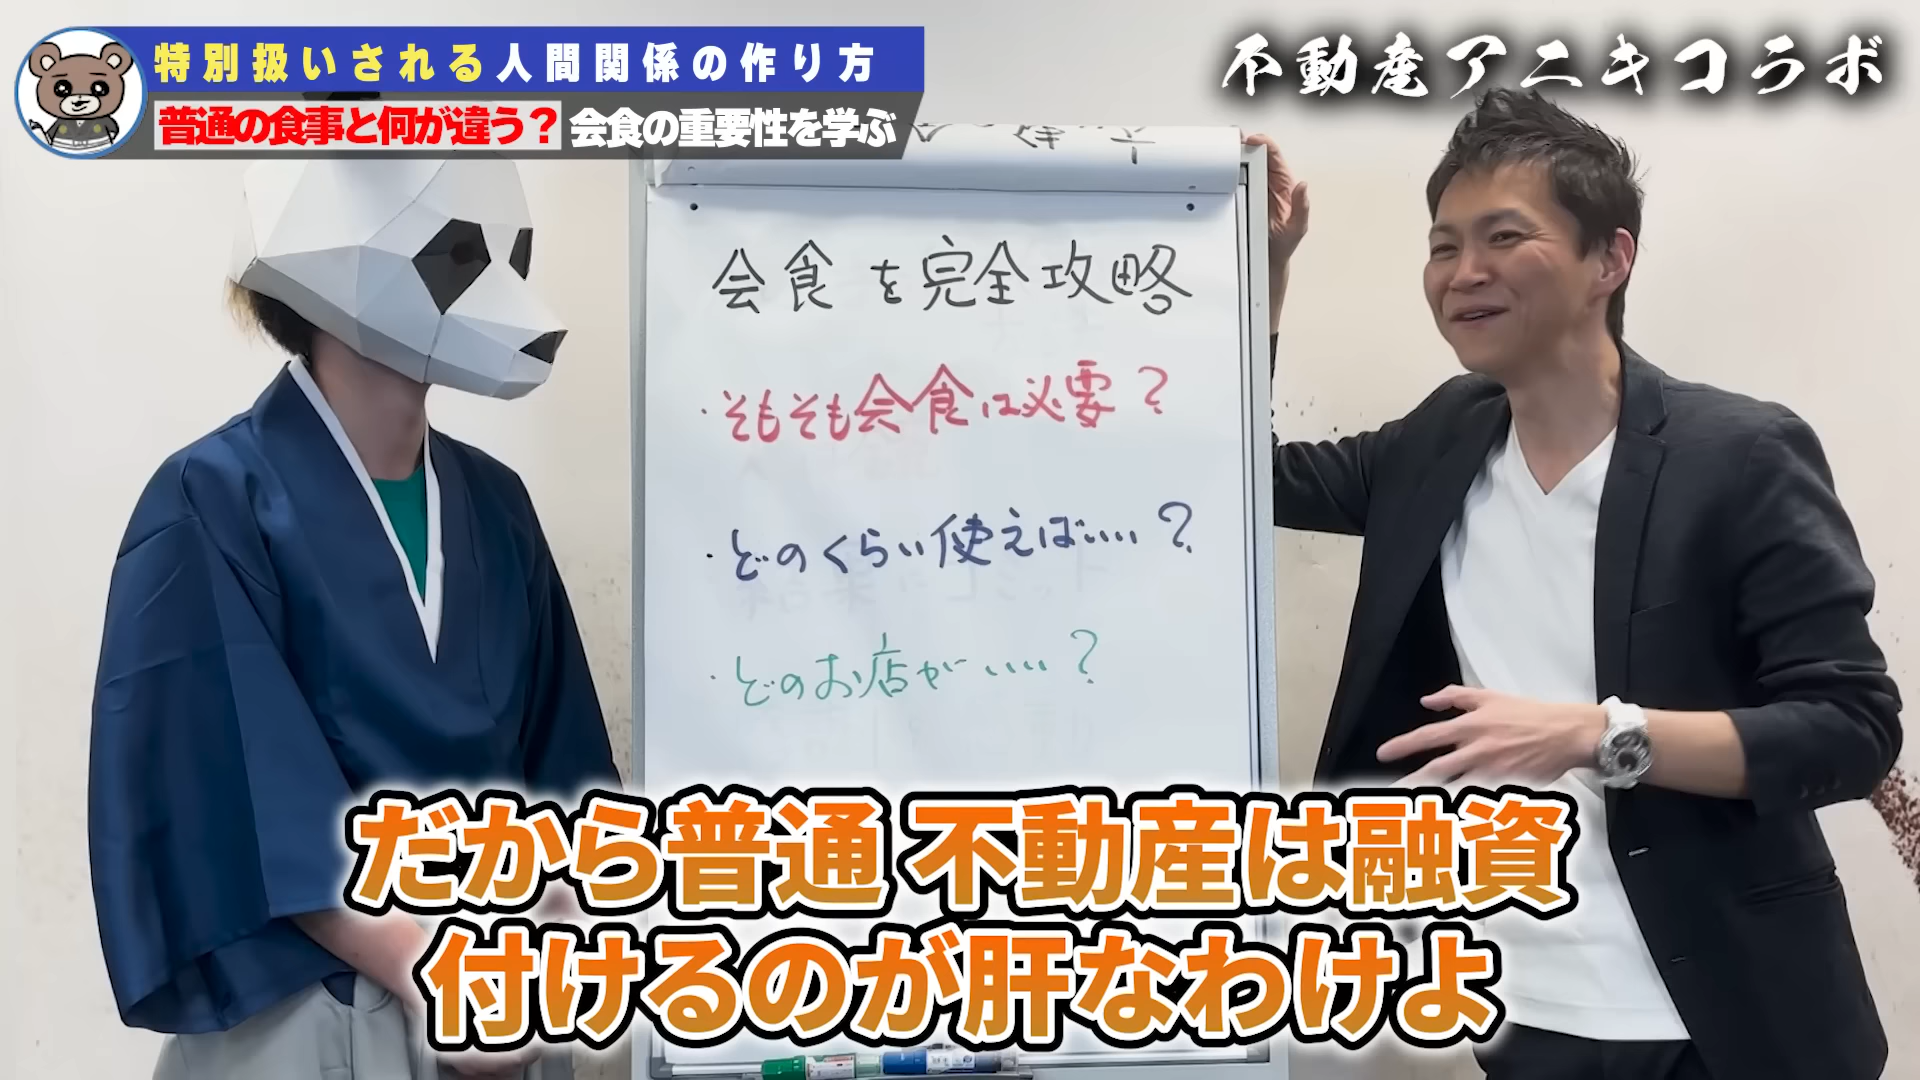 特別扱いされる人間関係の作り方
普通の食事と何が違う？会食の重要性を学ぶ
不動産アニキコラボ
会食を完全攻略
・そもそも会食は必要？
・どのくらい使えばいい？
・どのお店がいい？
だから普通 不動産は融資
付けるのが肝なわけよ